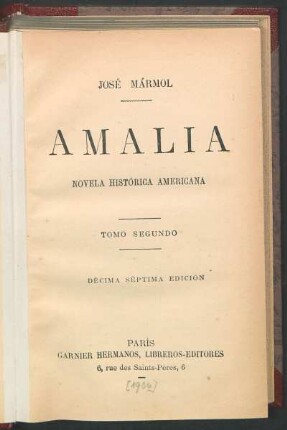 JOSÉ MÁRMOL
AMALIA
NOVELA HISTÓRICA AMERICANA
TOMO SEGUNDO
DÉCIMA SÉPTIMA EDICIÓN
PARÍS
GARNIER HERMANOS, LIBREROS-EDITORES
6, rue des Saints-Peres, 6